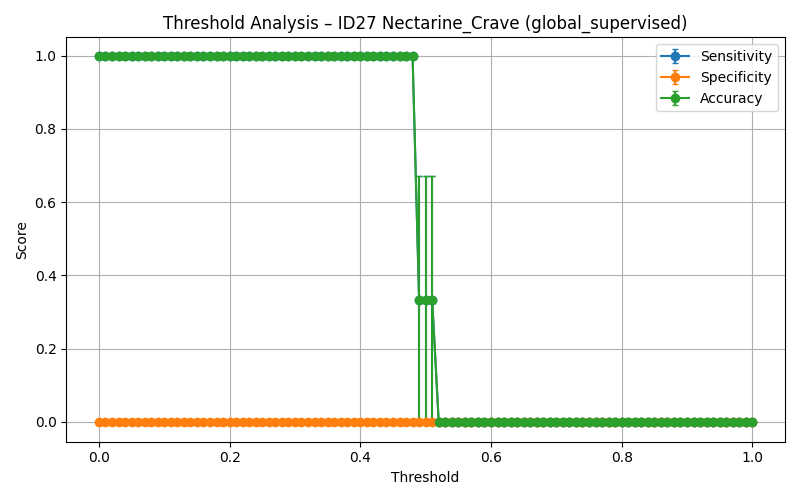 Threshold Analysis – ID27 Nectarine_Crave (global_supervised)
Sensitivity
Specificity
Accuracy
Score
1.0
0.8
0.6
0.4
0.2
0.0
0.0 0.2 0.4 0.6 0.8 1.0
Threshold